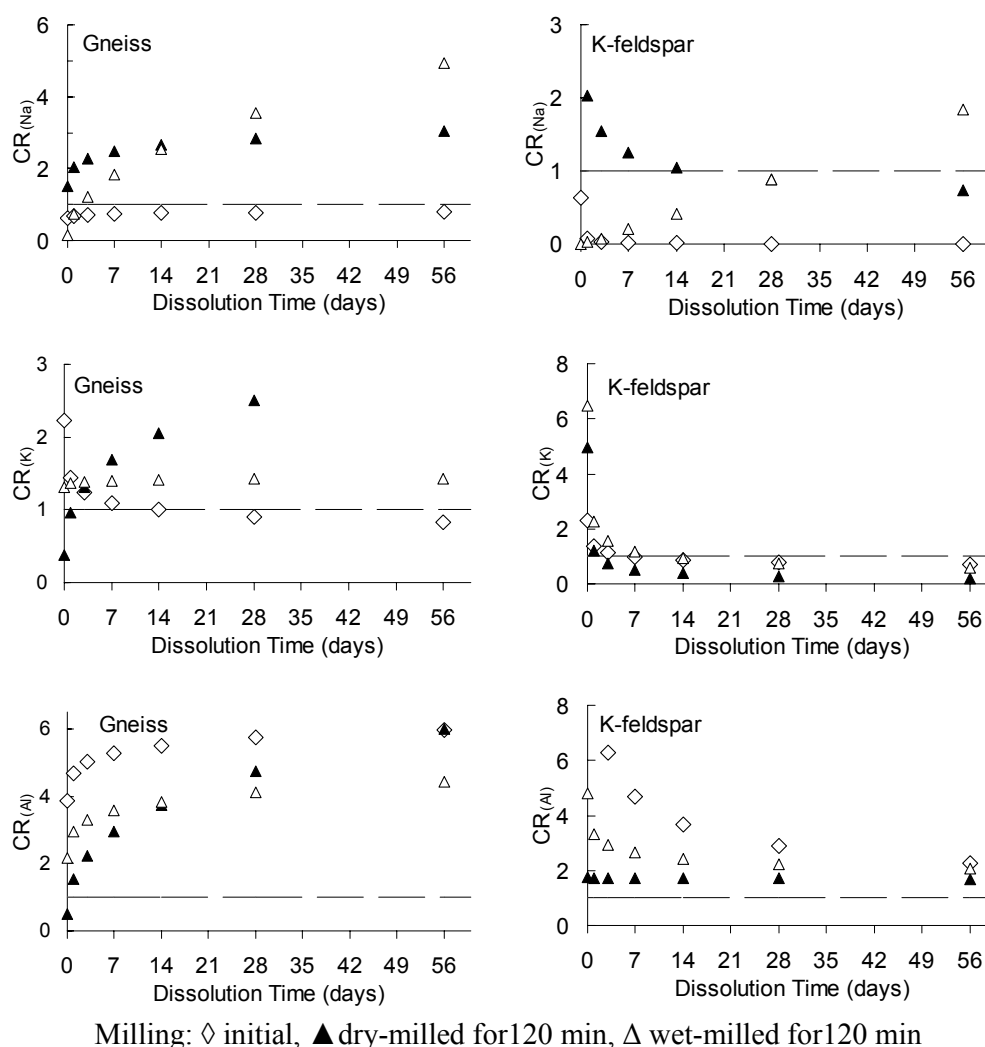 Gneiss
K-feldspar
6
4
2
0
CR(Na)
0 7 14 21 28 35 42 49 56
Dissolution Time (days)
3
2
1
0
CR(Na)
0 7 14 21 28 35 42 49 56
Dissolution Time (days)
Gneiss
K-feldspar
3
2
1
0
CR(K)
0 7 14 21 28 35 42 49 56
Dissolution Time (days)
8
6
4
2
0
CR(K)
0 7 14 21 28 35 42 49 56
Dissolution Time (days)
Gneiss
K-feldspar
6
4
2
0
CR(Al)
0 7 14 21 28 35 42 49 56
Dissolution Time (days)
8
6
4
2
0
CR(Al)
0 7 14 21 28 35 42 49 56
Dissolution Time (days)
Milling: ◊ initial, ▲ dry-milled for120 min, Δ wet-milled for120 min